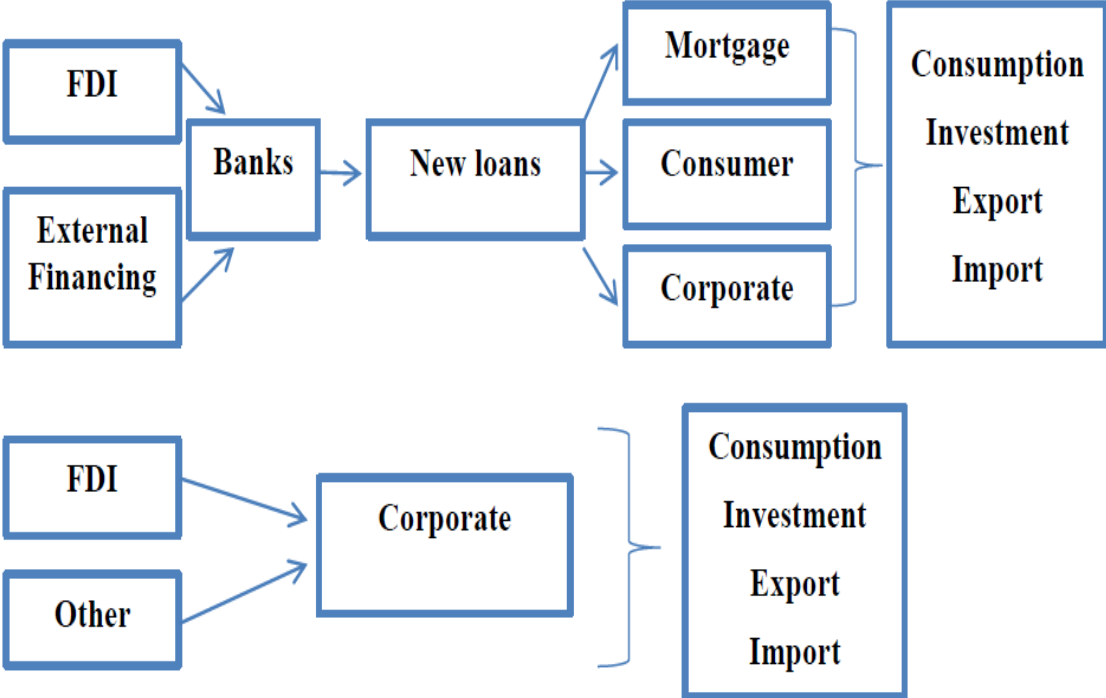 FDI
External
Financing
Banks
New loans
Mortgage
Consumer
Corporate
Consumption
Investment
Export
Import
FDI
Other
Corporate
Consumption
Investment
Export
Import